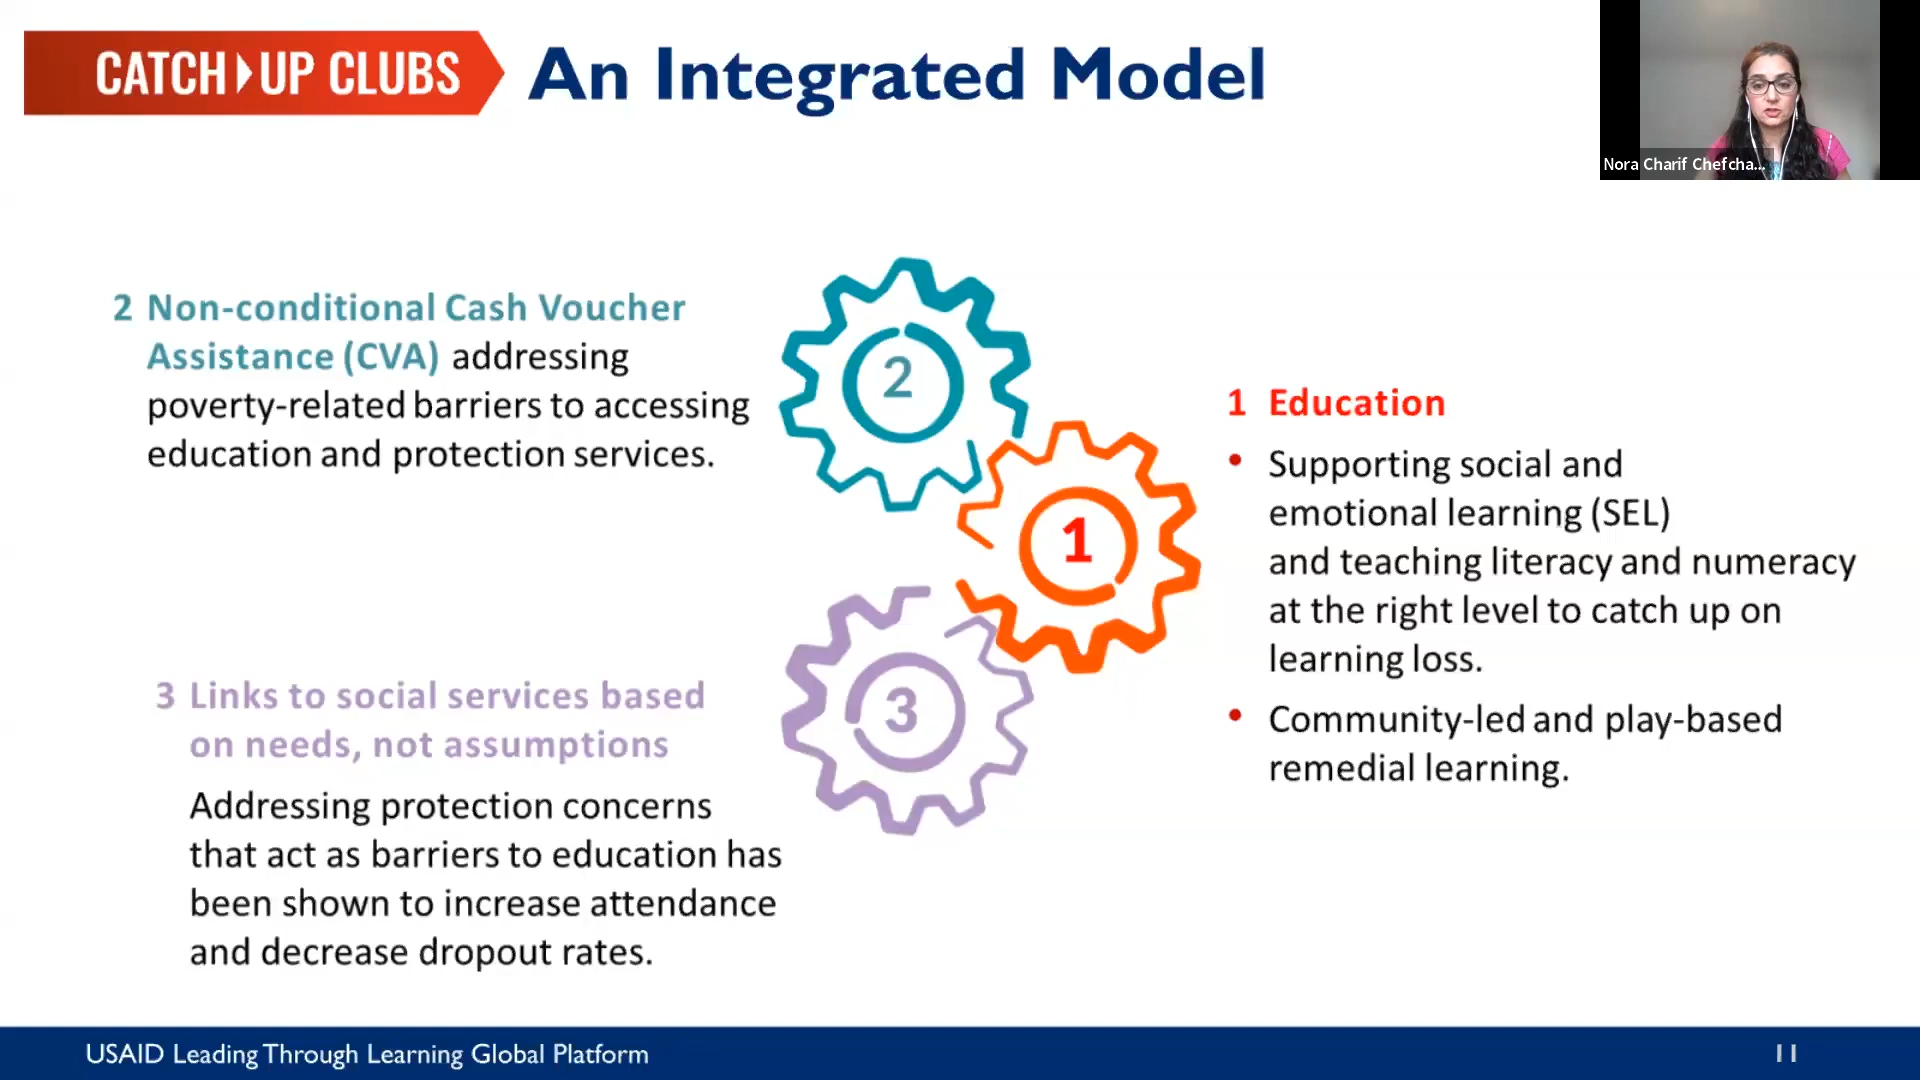 CATCH UP CLUBS
An Integrated Model
Nora Charif Chefcha...
2 Non-conditional Cash Voucher
Assistance (CVA) addressing
poverty-related barriers to accessing
education and protection services.
2
1
3
1 Education
• Supporting social and
emotional learning (SEL)
and teaching literacy and numeracy
at the right level to catch up on
learning loss.
• Community-led and play-based
remedial learning.
3 Links to social services based
on needs, not assumptions
Addressing protection concerns
that act as barriers to education has
been shown to increase attendance
and decrease dropout rates.
USAID Leading Through Learning Global Platform
11